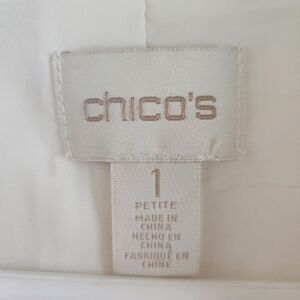 chico's
1
PETITE
MADE IN
CHINA
HECHO EN
CHINA
FABRIQUÉ EN
CHINE